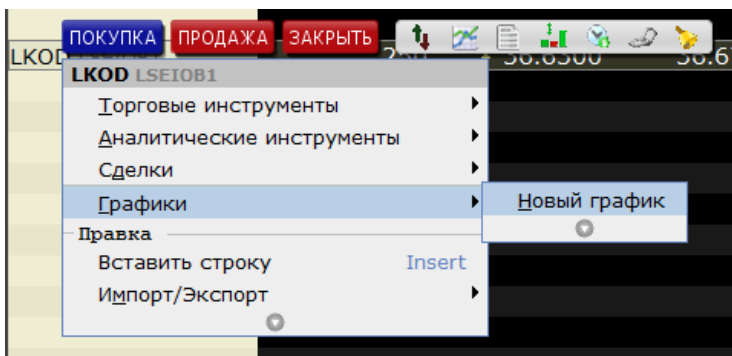 ПОКУПКА ПРОДАЖА ЗАКРЫТЬ
LKOD
LKOD LSEIOB1
Торговые инструменты
Аналитические инструменты
Сделки
Графики
Новый график
Правка
Вставить строку Insert
Импорт/Экспорт